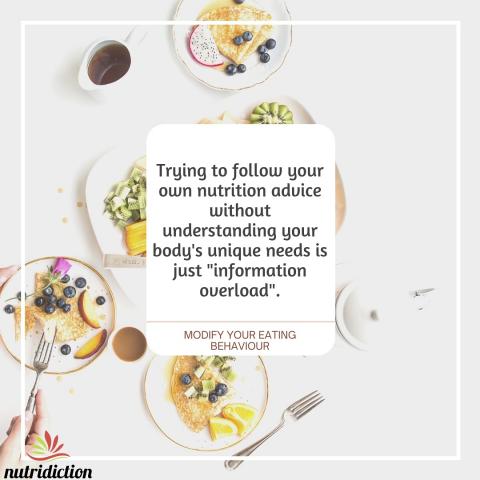 Trying to follow your
own nutrition advice
without
understanding your
body's unique needs is
just "information
overload".
MODIFY YOUR EATING
BEHAVIOUR
nutridiction